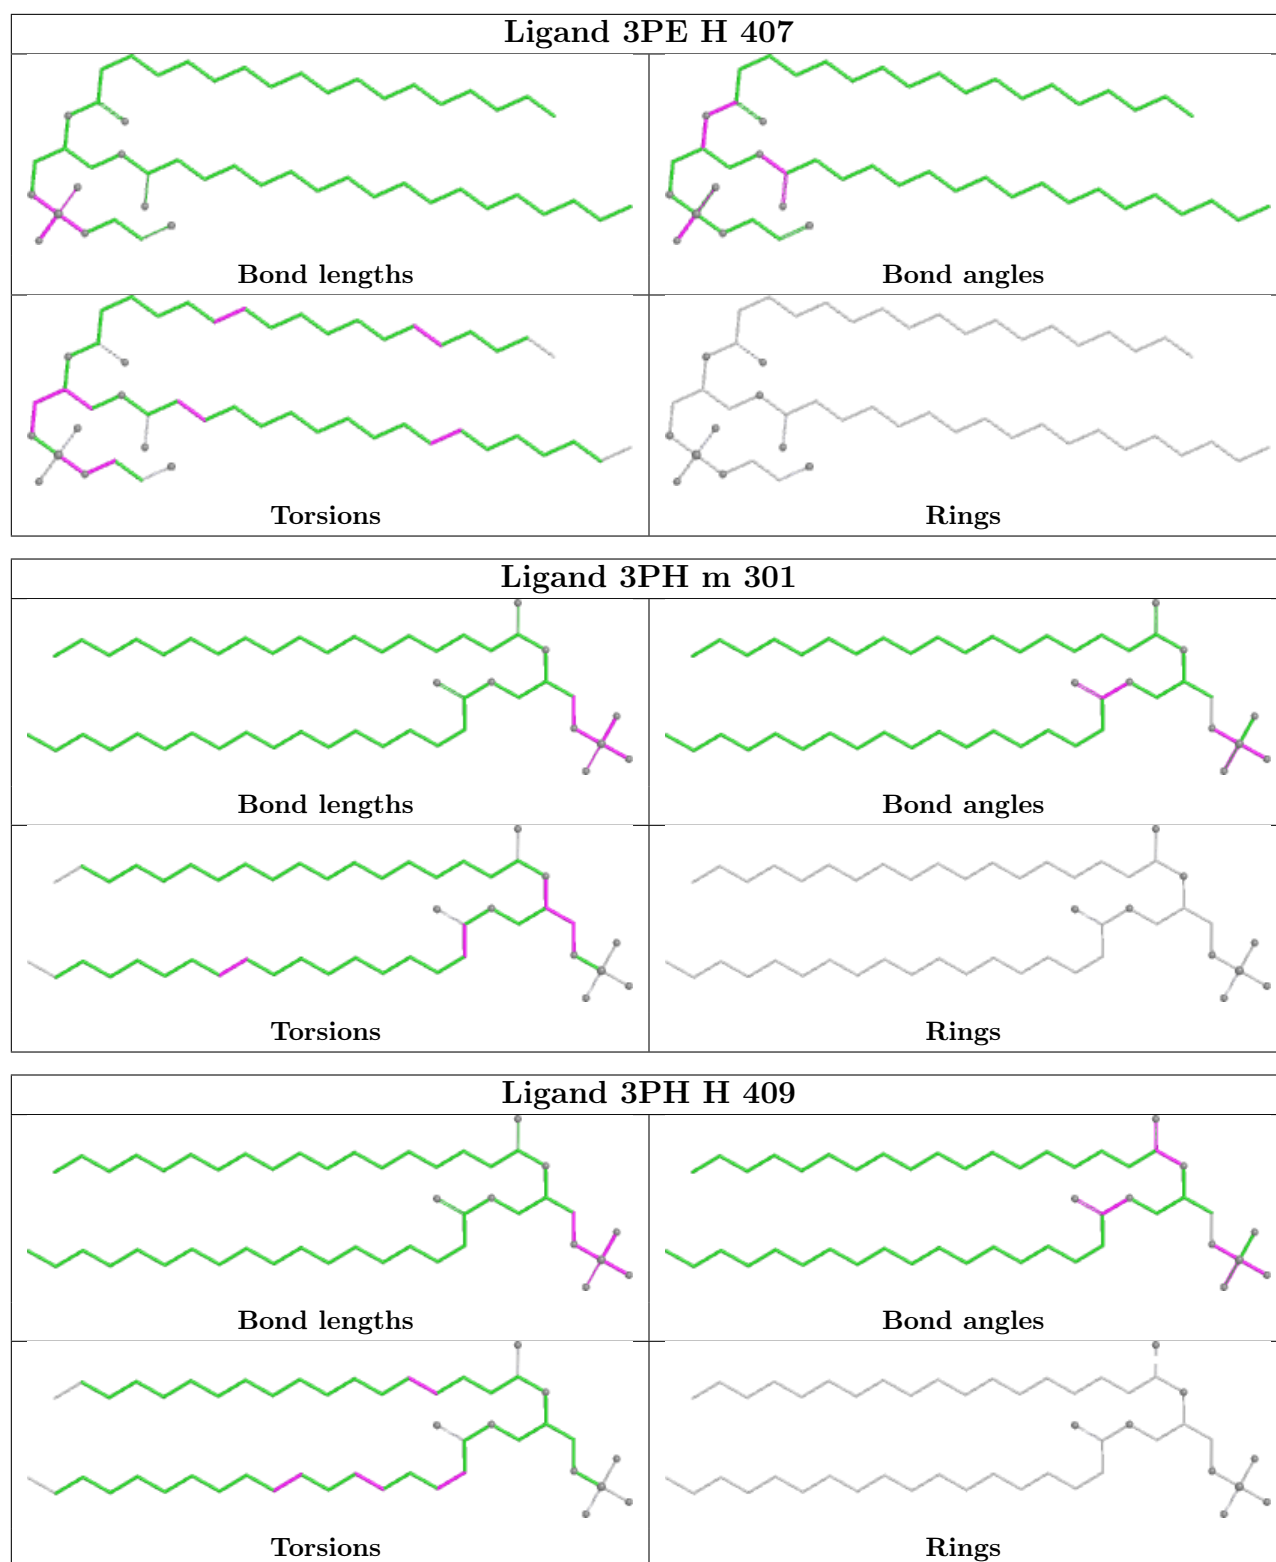 Ligand 3PE H 407
Bond lengths
Bond angles
Torsions
Rings
Ligand 3PH m 301
Bond lengths
Bond angles
Torsions
Rings
Ligand 3PH H 409
Bond lengths
Bond angles
Torsions
Rings